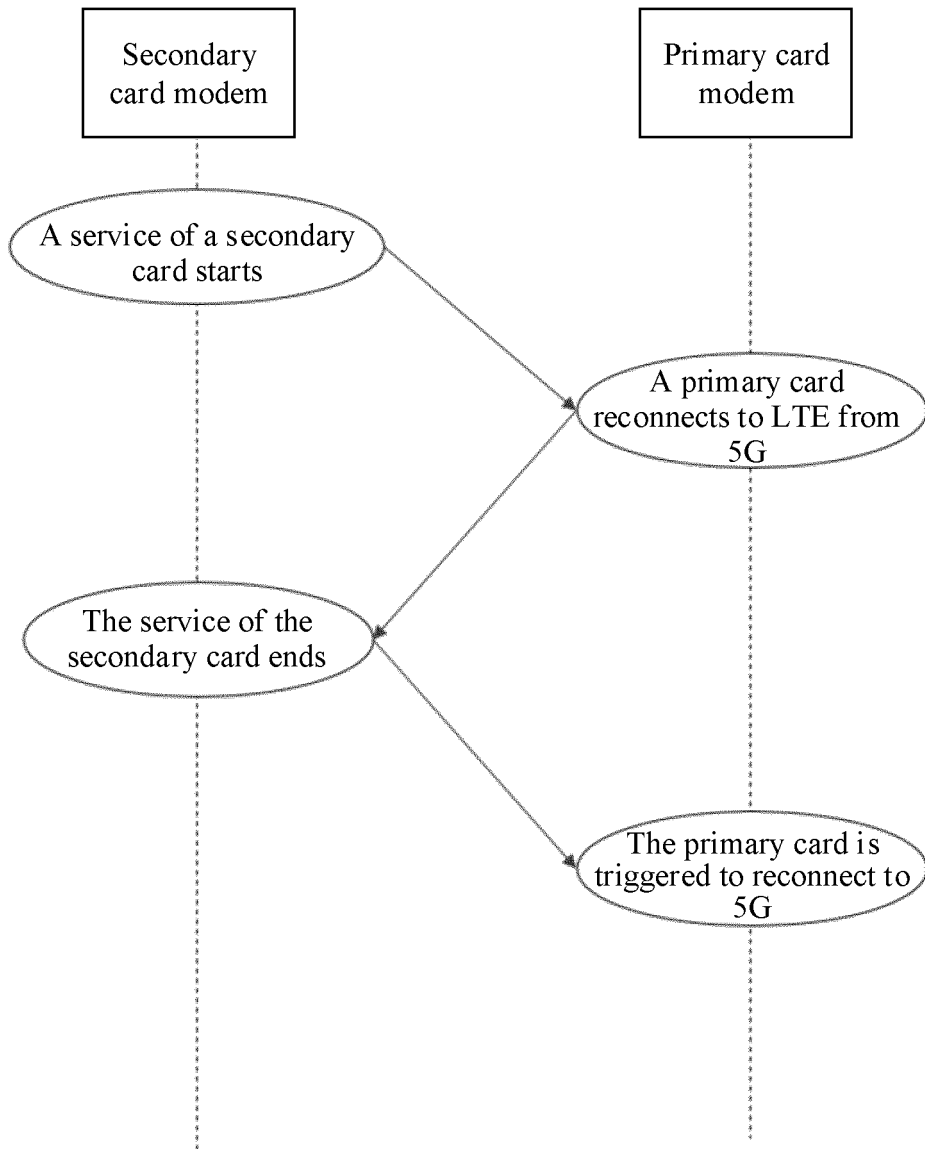 Secondary
card modem
Primary card
modem
A service of a secondary
card starts
A primary card
reconnects to LTE from
5G
The service of the
secondary card ends
The primary card is
triggered to reconnect to
5G